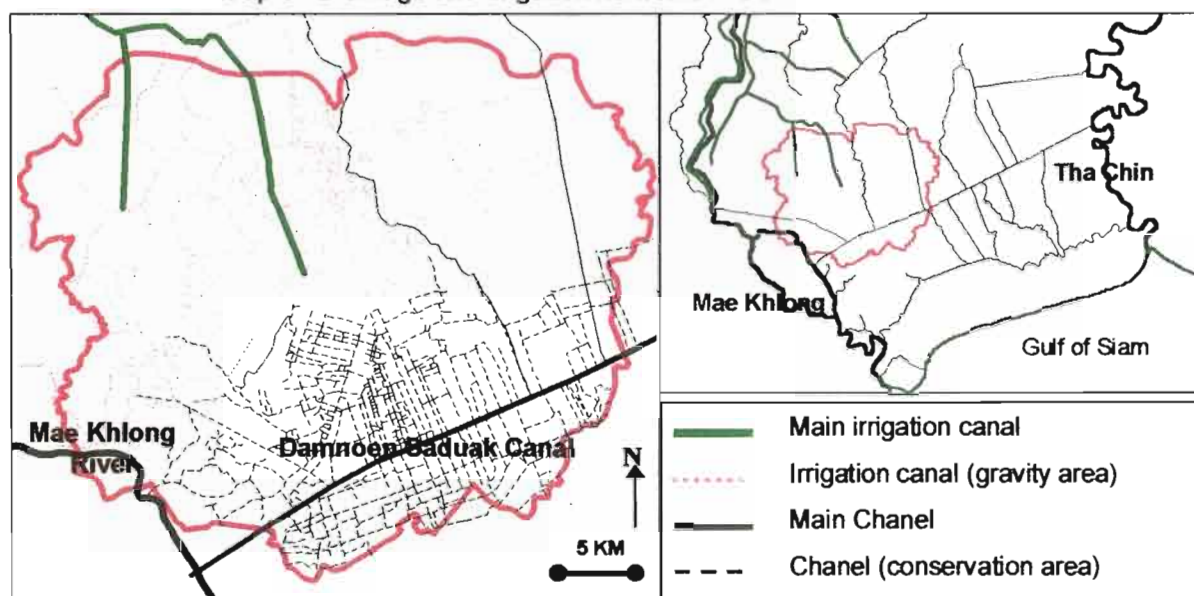 Mae Khlong
River
Damnoen Saduak Canal
N
5 KM
Tha Chin
Mae Khlong
Gulf of Siam
Main irrigation canal
Irrigation canal (gravity area)
Main Chanel
Chanel (conservation area)